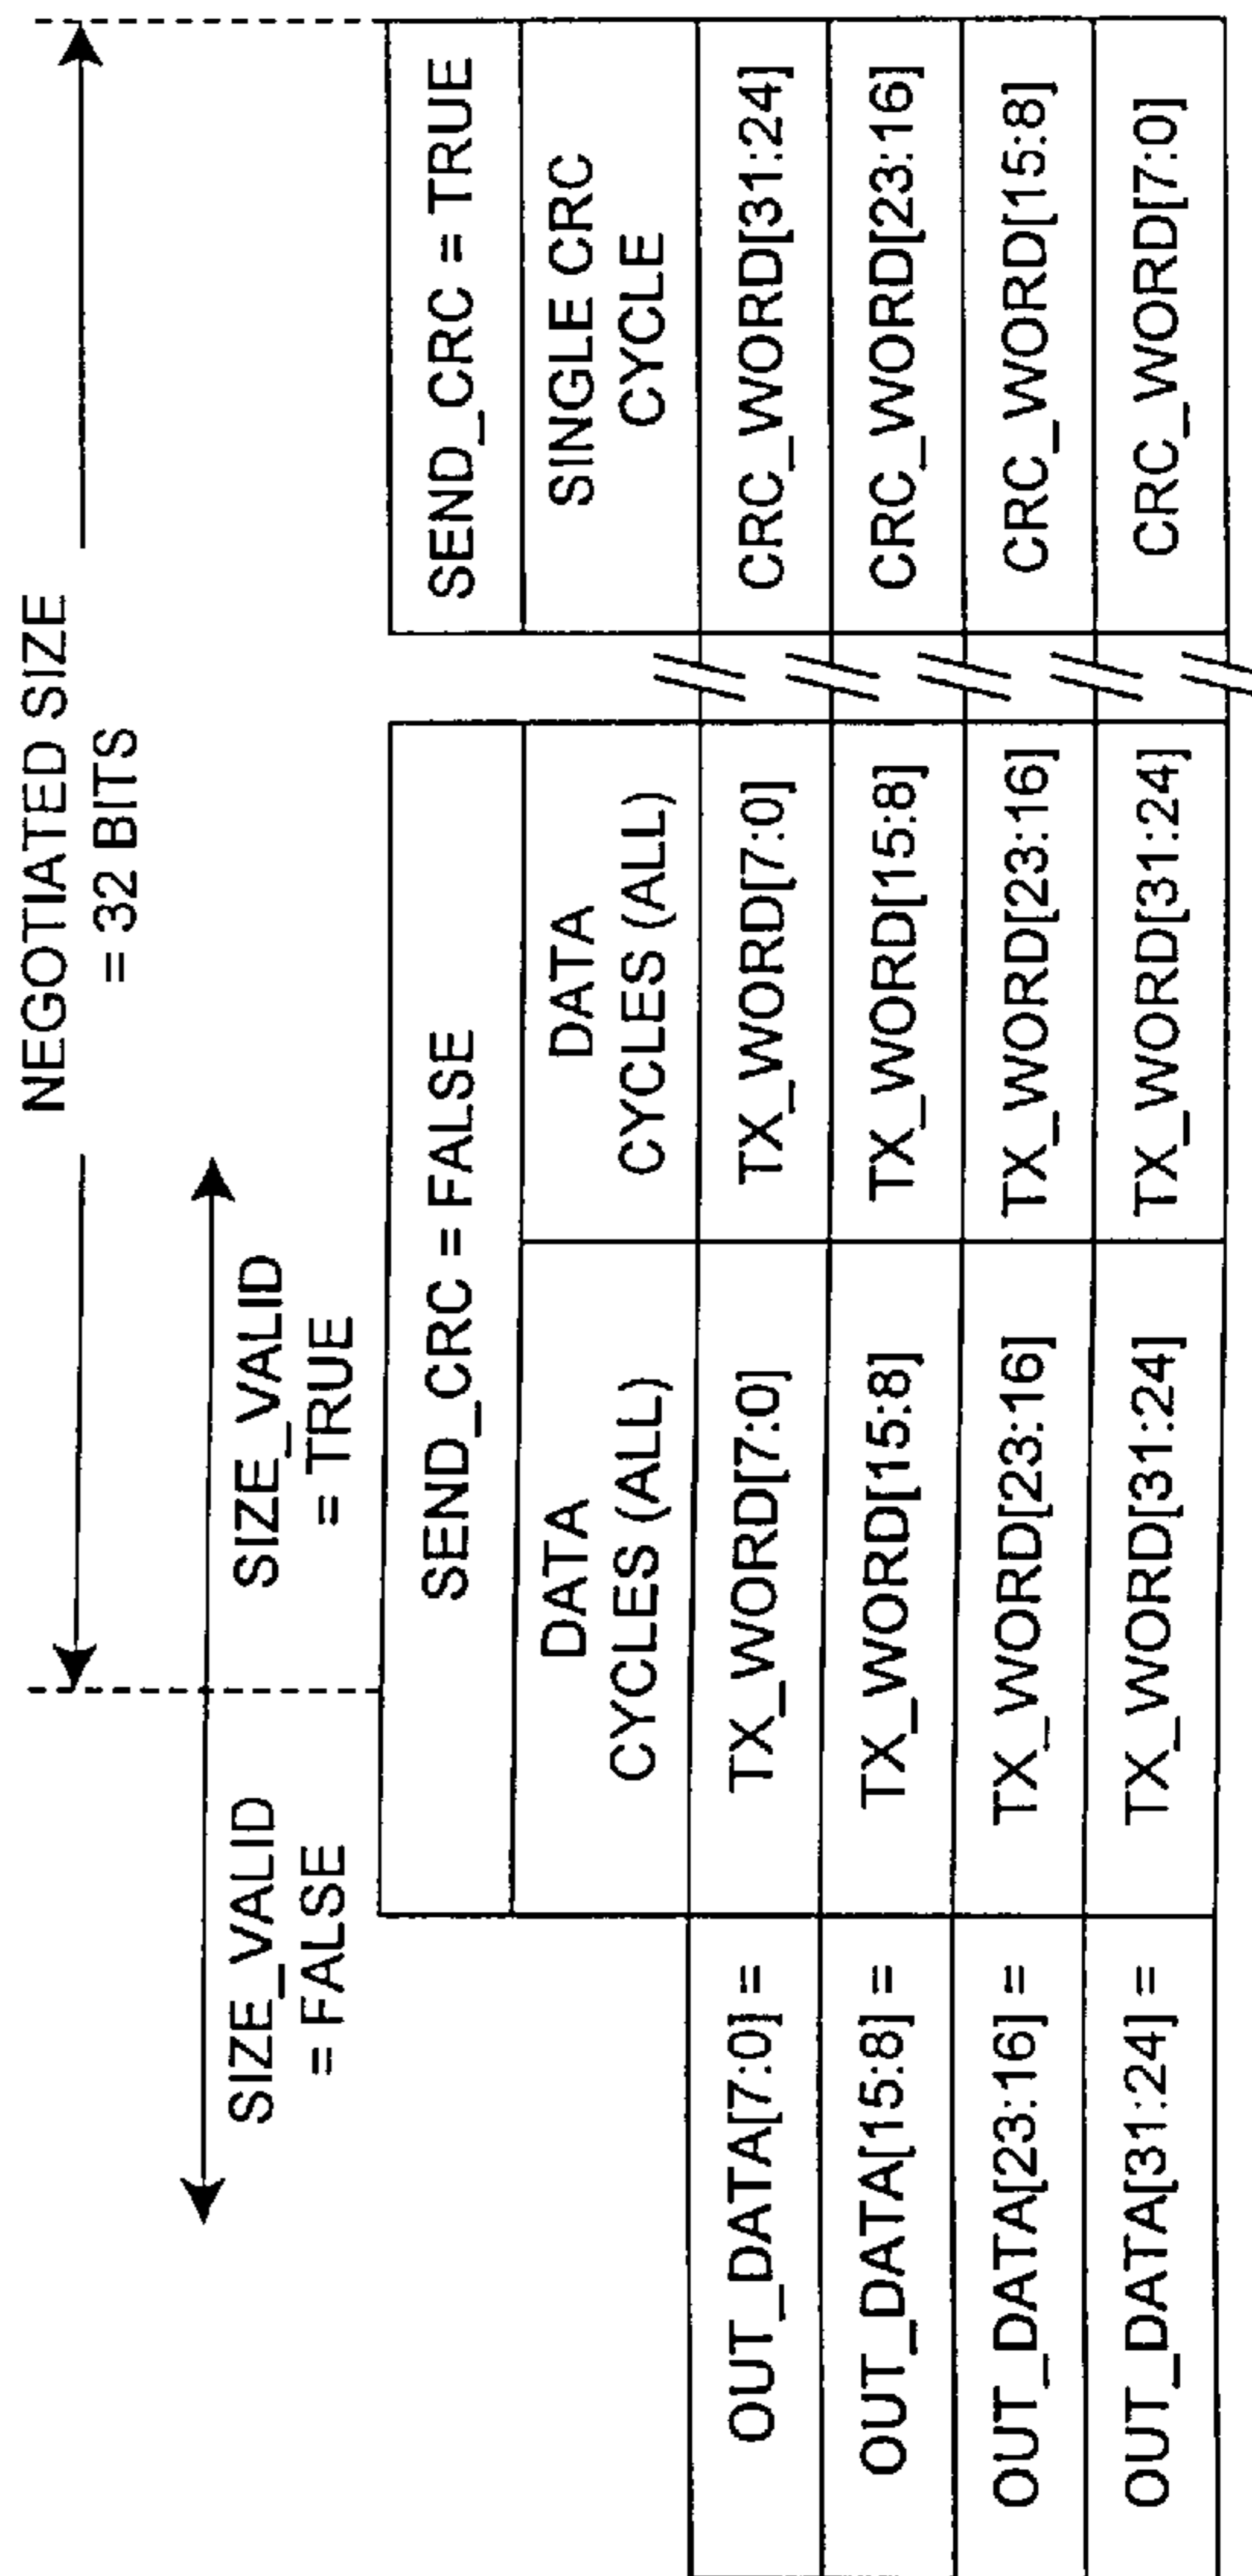 NEGOTIATED SIZE
= 32 BITS
SIZE_VALID
= FALSE
SIZE_VALID
= TRUE
SEND_CRC = FALSE
SEND_CRC = TRUE
DATA
CYCLES (ALL)
DATA
CYCLES (ALL)
SINGLE CRC
CYCLE
OUT_DATA[7:0] = TX_WORD[7:0] TX_WORD[7:0] CRC_WORD[31:24]
OUT_DATA[15:8] = TX_WORD[15:8] TX_WORD[15:8] CRC_WORD[23:16]
OUT_DATA[23:16] = TX_WORD[23:16] TX_WORD[23:16] CRC_WORD[15:8]
OUT_DATA[31:24] = TX_WORD[31:24] TX_WORD[31:24] CRC_WORD[7:0]